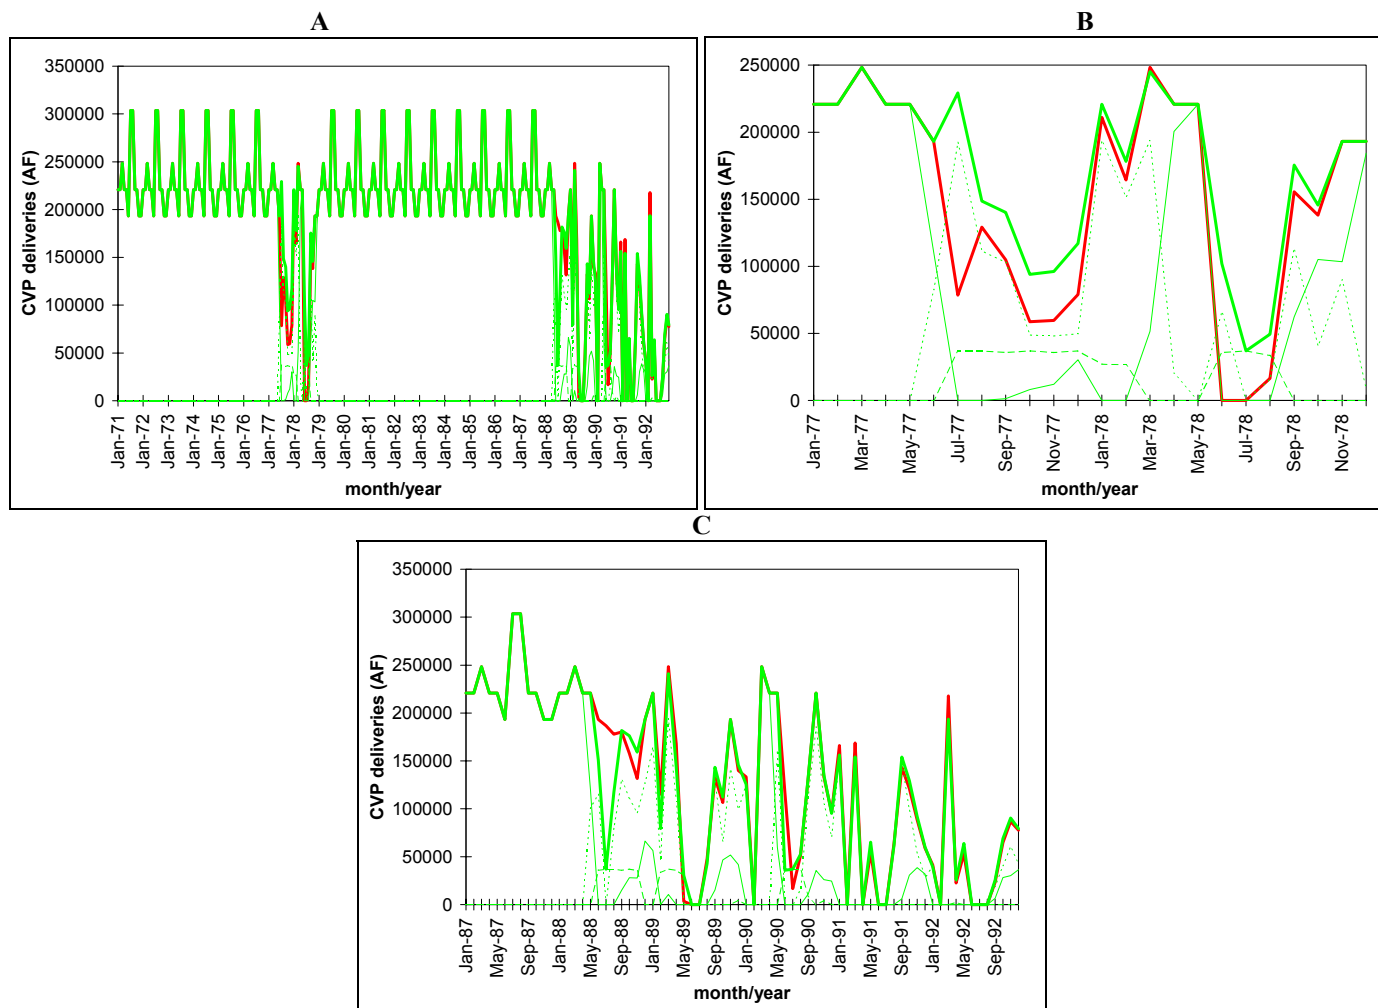 A
CVP deliveries (AF)
350000
300000
250000
200000
150000
100000
50000
0
Jan-71
Jan-72
Jan-73
Jan-74
Jan-75
Jan-76
Jan-77
Jan-78
Jan-79
Jan-80
Jan-81
Jan-82
Jan-83
Jan-84
Jan-85
Jan-86
Jan-87
Jan-88
Jan-89
Jan-90
Jan-91
Jan-92
month/year
B
CVP deliveries (AF)
250000
200000
150000
100000
50000
0
Jan-77
Mar-77
May-77
Jul-77
Sep-77
Nov-77
Jan-78
Mar-78
May-78
Jul-78
Sep-78
Nov-78
month/year
C
CVP deliveries (AF)
350000
300000
250000
200000
150000
100000
50000
0
Jan-87
May-87
Sep-87
Jan-88
May-88
Sep-88
Jan-89
May-89
Sep-89
Jan-90
May-90
Sep-90
Jan-91
May-91
Sep-91
Jan-92
May-92
Sep-92
month/year